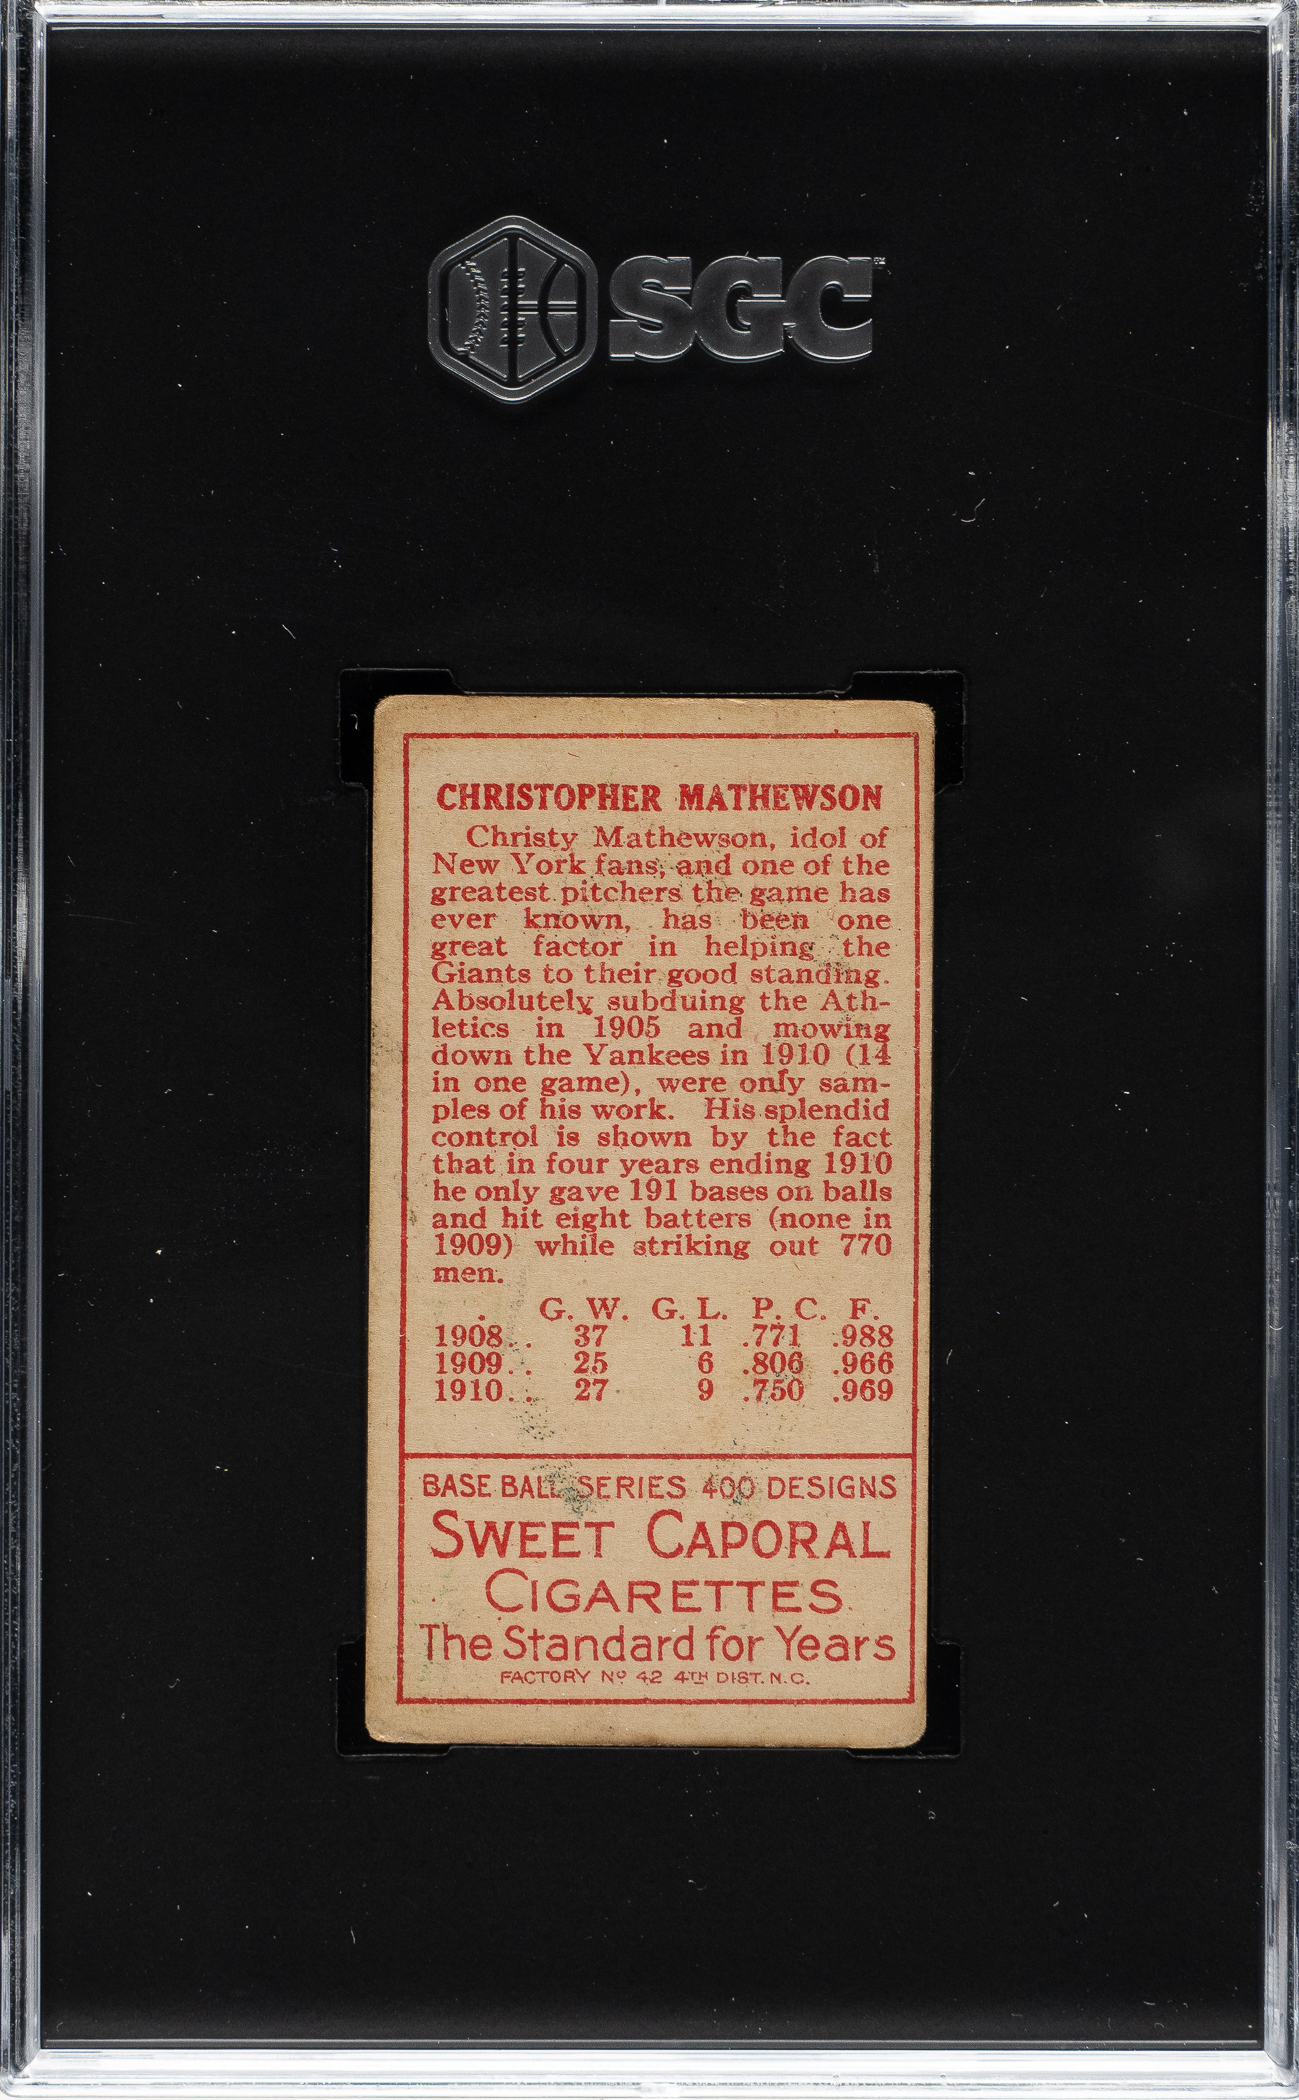 SGC
CHRISTOPHER MATHEWSON
Christy Mathewson, idol of
New York fans, and one of the
greatest pitchers the game has
ever known, has been one
great factor in helping the
Giants to their good standing.
Absolutely subduing the Ath-
letics in 1905 and mowing
down the Yankees in 1910 (14
in one game), were only sam-
ples of his work. His splendid
control is shown by the fact
that in four years ending 1910
he only gave 191 bases on balls
and hit eight batters (none in
1909) while striking out 770
men.
G. W. G. L. P. C. F.
1908.. 37 11 .771 .988
1909.. 25 6 .806 .966
1910.. 27 9 .750 .969
BASE BALL SERIES 400 DESIGNS
SWEET CAPORAL
CIGARETTES.
The Standard for Years
FACTORY Nº 42 4TH DIST. N.C.